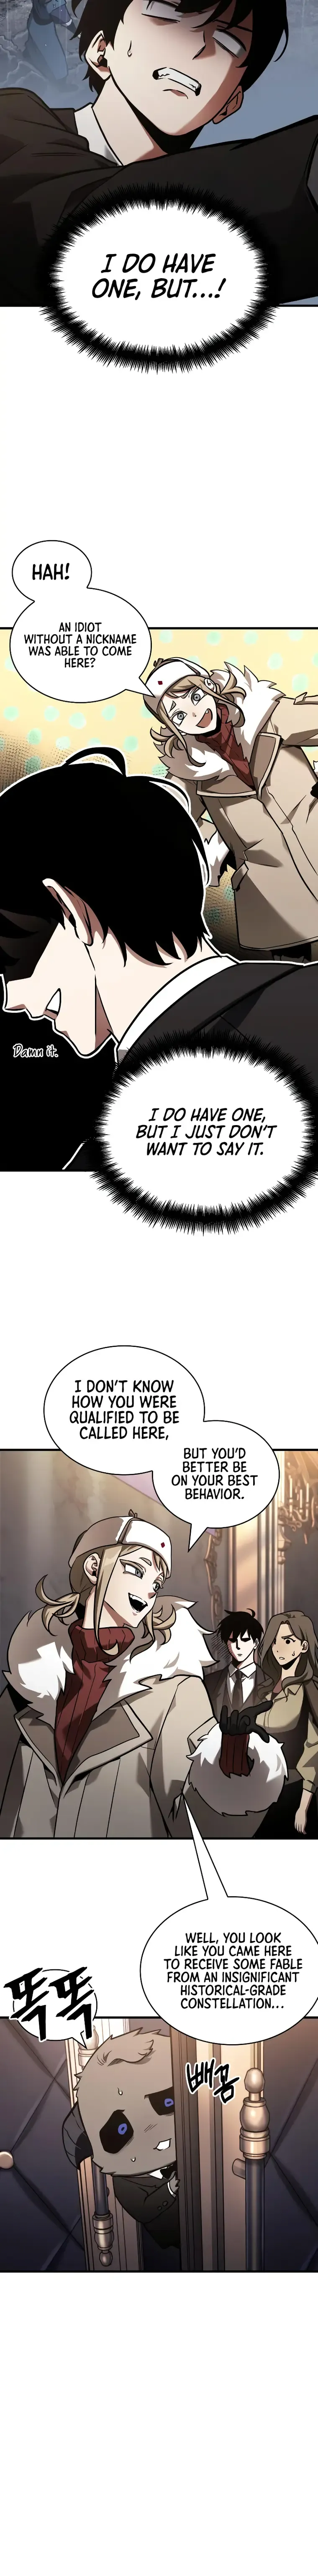 I DO HAVE
ONE, BUT...!
HAH!
AN IDIOT
WITHOUT A NICKNAME
WAS ABLE TO COME
HERE?
Damn it.
I DO HAVE ONE,
BUT I JUST DON'T
WANT TO SAY IT.
I DON'T KNOW
HOW YOU WERE
QUALIFIED TO BE
CALLED HERE,
BUT YOU'D
BETTER BE
ON YOUR BEST
BEHAVIOR.
WELL, YOU LOOK
LIKE YOU CAME HERE
TO RECEIVE SOME FABLE
FROM AN INSIGNIFICANT
HISTORICAL-GRADE
CONSTELLATION...
똑똑
빼꼼